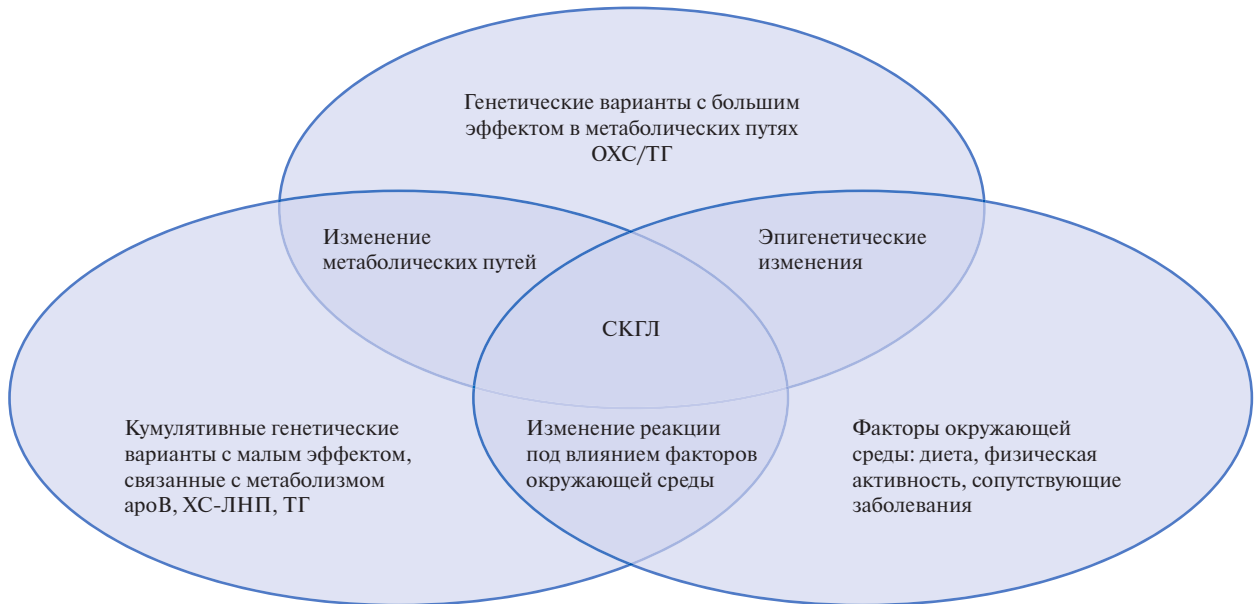 Генетические варианты с большим
эффектом в метаболических путях
ОХС/ТГ
Изменение
метаболических путей
Эпигенетические
изменения
СКГЛ
Кумулятивные генетические
варианты с малым эффектом,
связанные с метаболизмом
apoB, ХС-ЛНП, ТГ
Изменение реакции
под влиянием факторов
окружающей среды
Факторы окружающей
среды: диета, физическая
активность, сопутствующие
заболевания